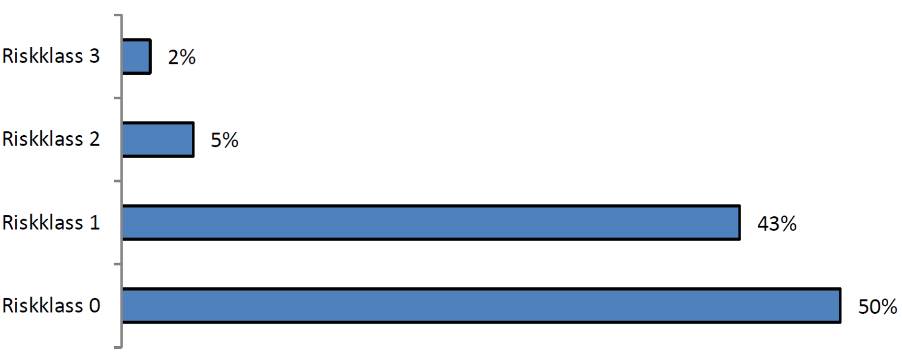 Riskklass 3 2%
Riskklass 2 5%
Riskklass 1 43%
Riskklass 0 50%